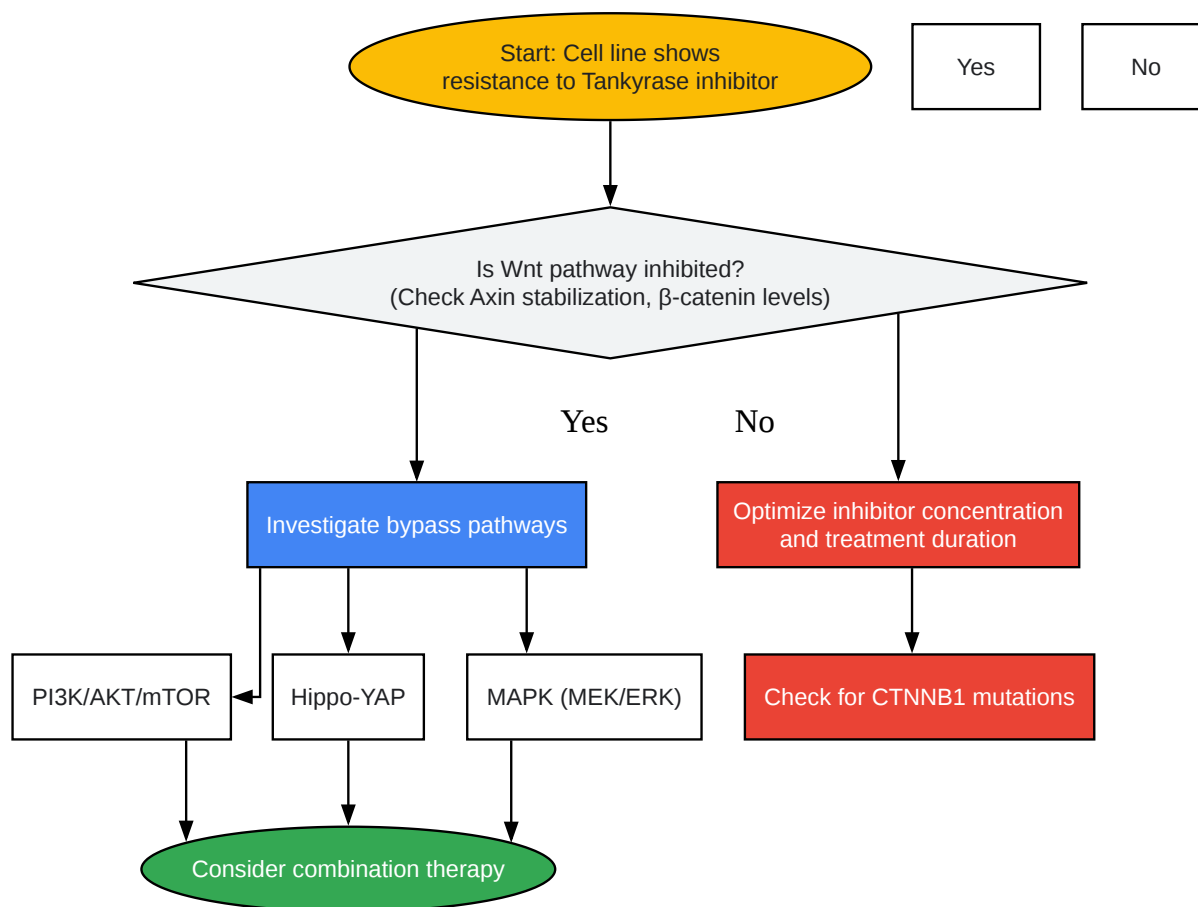 Start: Cell line shows
resistance to Tankyrase inhibitor
Yes
No
Is Wnt pathway inhibited?
(Check Axin stabilization, β-catenin levels)
Yes
No
Investigate bypass pathways
Optimize inhibitor concentration
and treatment duration
PI3K/AKT/mTOR
Hippo-YAP
MAPK (MEK/ERK)
Check for CTNNB1 mutations
Consider combination therapy